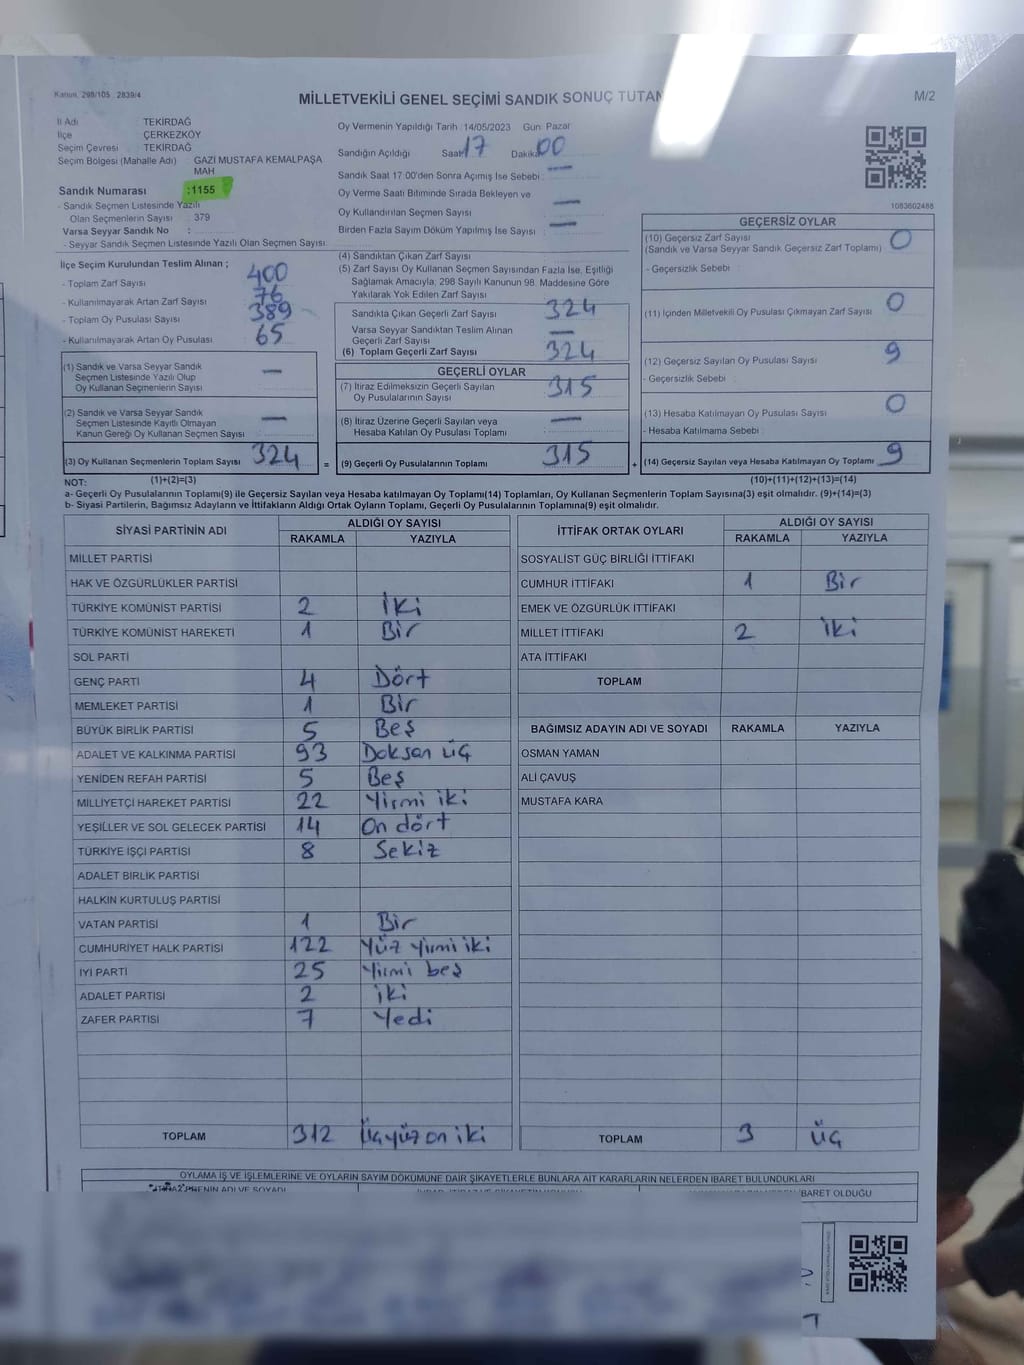 Kanun, 298/105 2839/4
MİLLETVEKİLİ GENEL SEÇİMİ SANDIK SONUÇ TUTAN
M/2
İl Adı TEKİRDAĞ
İlçe ÇERKEZKÖY
Seçim Çevresi TEKİRDAĞ
Seçim Bölgesi (Mahalle Adı) GAZİ MUSTAFA KEMALPAŞA
MAH
Sandık Numarası :1155
- Sandık Seçmen Listesinde Yazılı
Olan Seçmenlerin Sayısı : 379
Varsa Seyyar Sandık No :
- Seyyar Sandık Seçmen Listesinde Yazılı Olan Seçmen Sayısı
Oy Vermenin Yapıldığı Tarih :14/05/2023 Gün: Pazar
Sandığın Açıldığı Saat 17 Dakika 00
Sandık Saat 17:00'den Sonra Açımış İse Sebebi : —
Oy Verme Saati Bitiminde Sırada Bekleyen ve
Oy Kullandırılan Seçmen Sayısı —
Birden Fazla Sayım Döküm Yapılmış İse Sayısı : —
İlçe Seçim Kurulundan Teslim Alınan ;
- Toplam Zarf Sayısı 400
- Kullanılmayarak Artan Zarf Sayısı 76
- Toplam Oy Pusulası Sayısı 389
- Kullanılmayarak Artan Oy Pusulası 65
(1) Sandık ve Varsa Seyyar Sandık
Seçmen Listesinde Yazılı Olup
Oy Kullanan Seçmenlerin Sayısı —
(2) Sandık ve Varsa Seyyar Sandık
Seçmen Listesinde Kayıtlı Olmayan
Kanun Gereği Oy Kullanan Seçmen Sayısı —
(3) Oy Kullanan Seçmenlerin Toplam Sayısı 324
(1)+(2)=(3)
(4) Sandıktan Çıkan Zarf Sayısı
(5) Zarf Sayısı Oy Kullanan Seçmen Sayısından Fazla İse, Eşitliği
Sağlamak Amacıyla, 298 Sayılı Kanunun 98. Maddesine Göre
Yakılarak Yok Edilen Zarf Sayısı
Sandıkta Çıkan Geçerli Zarf Sayısı 324
Varsa Seyyar Sandıktan Teslim Alınan
Geçerli Zarf Sayısı —
(6) Toplam Geçerli Zarf Sayısı 324
GEÇERLİ OYLAR
(7) İtiraz Edilmeksizin Geçerli Sayılan
Oy Pusulalarının Sayısı 315
(8) İtiraz Üzerine Geçerli Sayılan veya
Hesaba Katılan Oy Pusulası Toplamı —
= (9) Geçerli Oy Pusulalarının Toplamı 315
1083602488
GEÇERSİZ OYLAR
(10) Geçersiz Zarf Sayısı 0
(Sandık ve Varsa Seyyar Sandık Geçersiz Zarf Toplamı)
- Geçersizlik Sebebi :
(11) İçinden Milletvekili Oy Pusulası Çıkmayan Zarf Sayısı 0
(12) Geçersiz Sayılan Oy Pusulası Sayısı 9
- Geçersizlik Sebebi :
(13) Hesaba Katılmayan Oy Pusulası Sayısı 0
- Hesaba Katılmama Sebebi :
+ (14) Geçersiz Sayılan veya Hesaba Katılmayan Oy Toplamı 9
(10)+(11)+(12)+(13)=(14)
NOT:
a- Geçerli Oy Pusulalarının Toplamı(9) ile Geçersiz Sayılan veya Hesaba katılmayan Oy Toplamı(14) Toplamları, Oy Kullanan Seçmenlerin Toplam Sayısına(3) eşit olmalıdır. (9)+(14)=(3)
b- Siyasi Partilerin, Bağımsız Adayların ve İttifakların Aldığı Ortak Oyların Toplamı, Geçerli Oy Pusulalarının Toplamına(9) eşit olmalıdır.
SİYASİ PARTİNİN ADI ALDIĞI OY SAYISI
RAKAMLA YAZIYLA
MİLLET PARTİSİ
HAK VE ÖZGÜRLÜKLER PARTİSİ
TÜRKİYE KOMÜNİST PARTİSİ 2 İki
TÜRKİYE KOMÜNİST HAREKETİ 1 Bir
SOL PARTİ
GENÇ PARTİ 4 Dört
MEMLEKET PARTİSİ 1 Bir
BÜYÜK BİRLİK PARTİSİ 5 Beş
ADALET VE KALKINMA PARTİSİ 93 Doksan üç
YENİDEN REFAH PARTİSİ 5 Beş
MİLLİYETÇİ HAREKET PARTİSİ 22 Yirmi iki
YEŞİLLER VE SOL GELECEK PARTİSİ 14 On dört
TÜRKİYE İŞÇİ PARTİSİ 8 Sekiz
ADALET BİRLİK PARTİSİ
HALKIN KURTULUŞ PARTİSİ
VATAN PARTİSİ 1 Bir
CUMHURİYET HALK PARTİSİ 122 Yüz yirmi iki
İYİ PARTİ 25 Yirmi beş
ADALET PARTİSİ 2 iki
ZAFER PARTİSİ 7 Yedi
TOPLAM 312 Üçyüz on iki
İTTİFAK ORTAK OYLARI ALDIĞI OY SAYISI
RAKAMLA YAZIYLA
SOSYALİST GÜÇ BİRLİĞİ İTTİFAKI
CUMHUR İTTİFAKI 1 Bir
EMEK VE ÖZGÜRLÜK İTTİFAKI
MİLLET İTTİFAKI 2 iki
ATA İTTİFAKI
TOPLAM
BAĞIMSIZ ADAYIN ADI VE SOYADI RAKAMLA YAZIYLA
OSMAN YAMAN
ALİ ÇAVUŞ
MUSTAFA KARA
TOPLAM 3 üç
OYLAMA İŞ VE İŞLEMLERİNE VE OYLARIN SAYIM DÖKÜMÜNE DAİR ŞİKAYETLERLE BUNLARA AİT KARARLARIN NELERDEN İBARET BULUNDUKLARI
BARET OLDUĞU